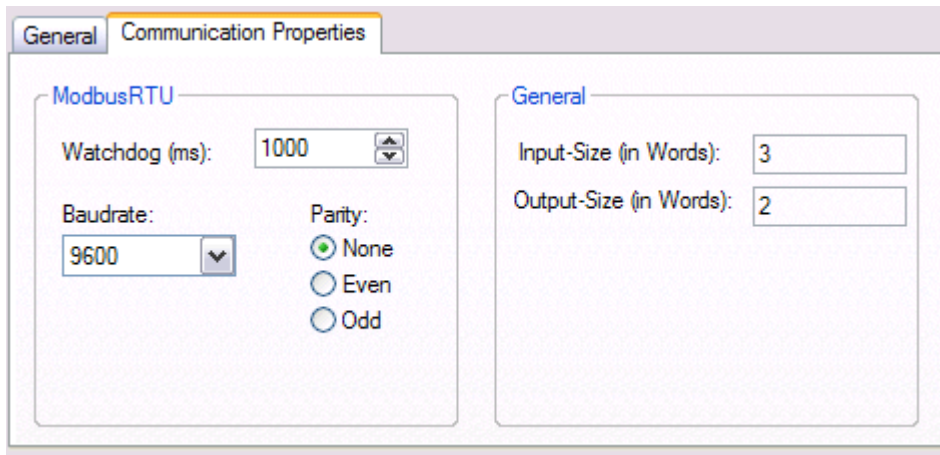 General
Communication Properties
ModbusRTU
Watchdog (ms): 1000
Baudrate:
9600
Parity:
None
Even
Odd
General
Input-Size (in Words): 3
Output-Size (in Words): 2